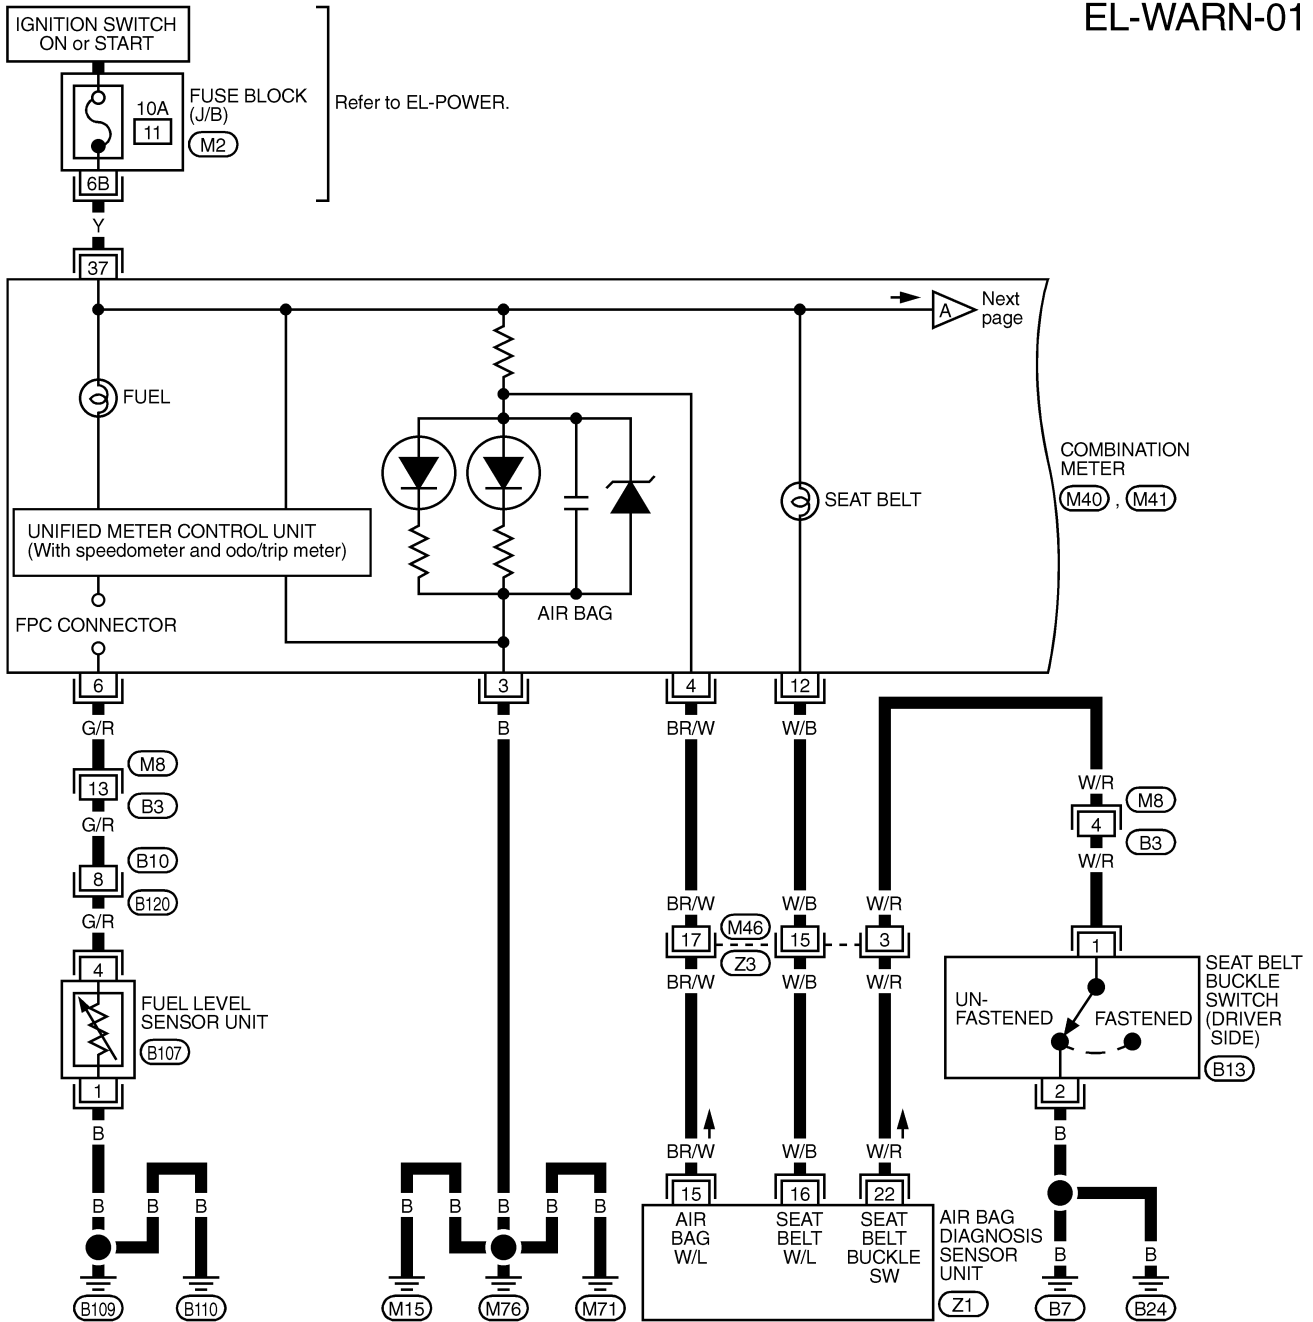 EL-WARN-01
IGNITION SWITCH
ON or START
FUSE BLOCK
(J/B)
M2
10A
11
Refer to EL-POWER.
6B
Y
37
A
Next
page
FUEL
COMBINATION
METER
M40 , M41
SEAT BELT
UNIFIED METER CONTROL UNIT
(With speedometer and odo/trip meter)
AIR BAG
FPC CONNECTOR
6
3
4
12
G/R
B
BR/W
W/B
M8
13
B3
W/R
M8
4
B3
W/R
G/R
B10
8
B120
G/R
BR/W
W/B
W/R
17
M46
Z3
15
3
BR/W
W/B
W/R
4
FUEL LEVEL
SENSOR UNIT
B107
1
1
SEAT BELT
BUCKLE
SWITCH
(DRIVER
SIDE)
B13
UN-
FASTENED
FASTENED
2
B
B
BR/W
W/B
W/R
B
B
B
B
B
B
B
B
15
16
22
AIR
BAG
W/L
SEAT
BELT
W/L
SEAT
BELT
BUCKLE
SW
AIR BAG
DIAGNOSIS
SENSOR
UNIT
Z1
B
B
B109
B110
M15
M76
M71
B7
B24